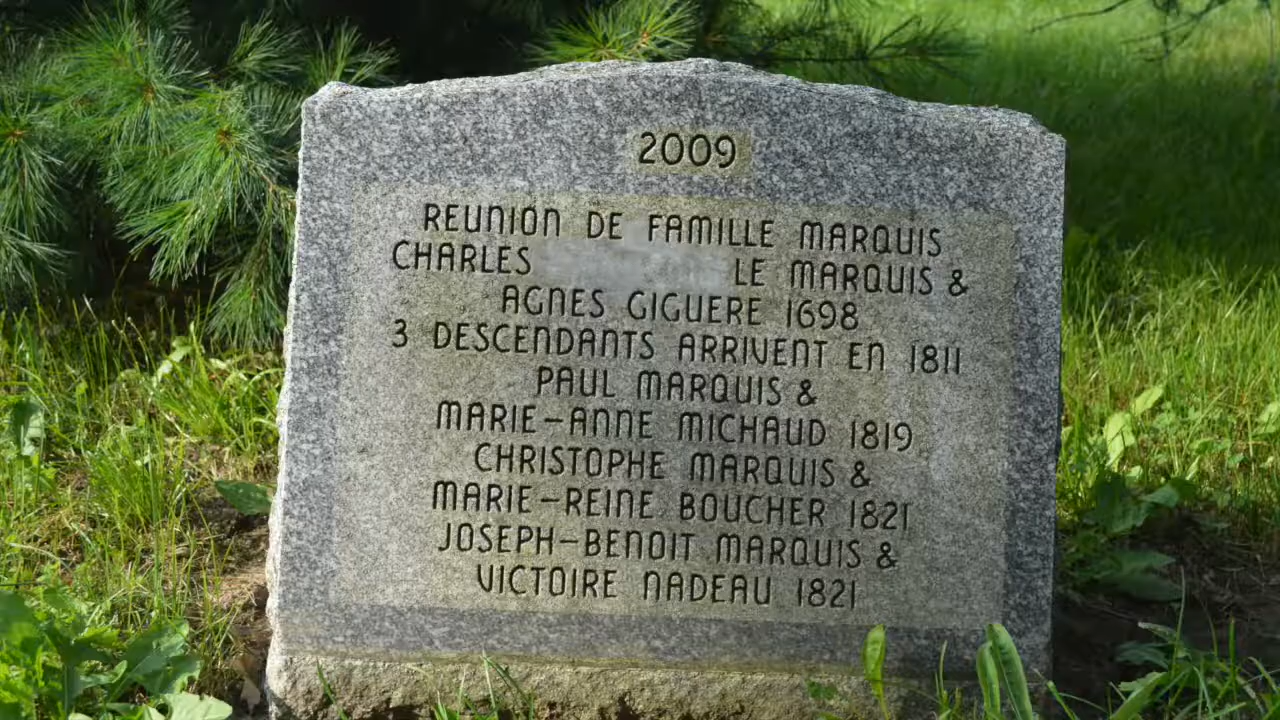 2009
REUNION DE FAMILLE MARQUIS
CHARLES LE MARQUIS &
AGNES GIGUERE 1698
3 DESCENDANTS ARRIVENT EN 1811
PAUL MARQUIS &
MARIE-ANNE MICHAUD 1819
CHRISTOPHE MARQUIS &
MARIE-REINE BOUCHER 1821
JOSEPH-BENOIT MARQUIS &
VICTOIRE NADEAU 1821